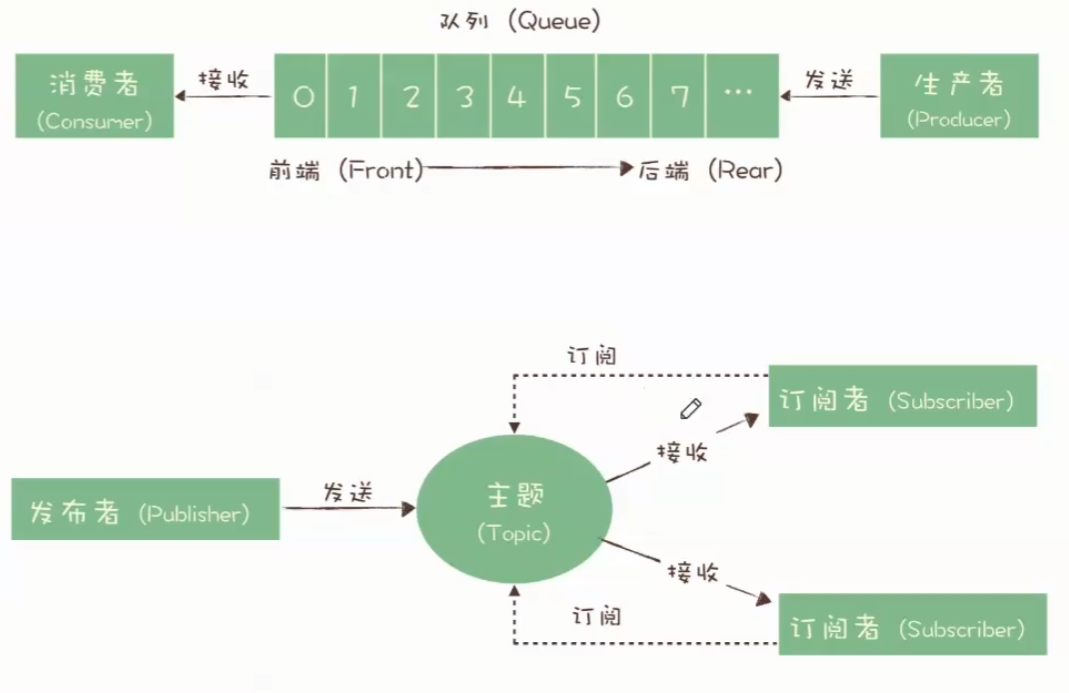 队列（Queue）
消费者
(Consumer)
接收
0 1 2 3 4 5 6 7 ...
发送
生产者
(Producer)
前端（Front）
后端（Rear）
订阅
订阅者（Subscriber）
接收
发布者（Publisher）
发送
主题
(Topic)
接收
订阅
订阅者（Subscriber）